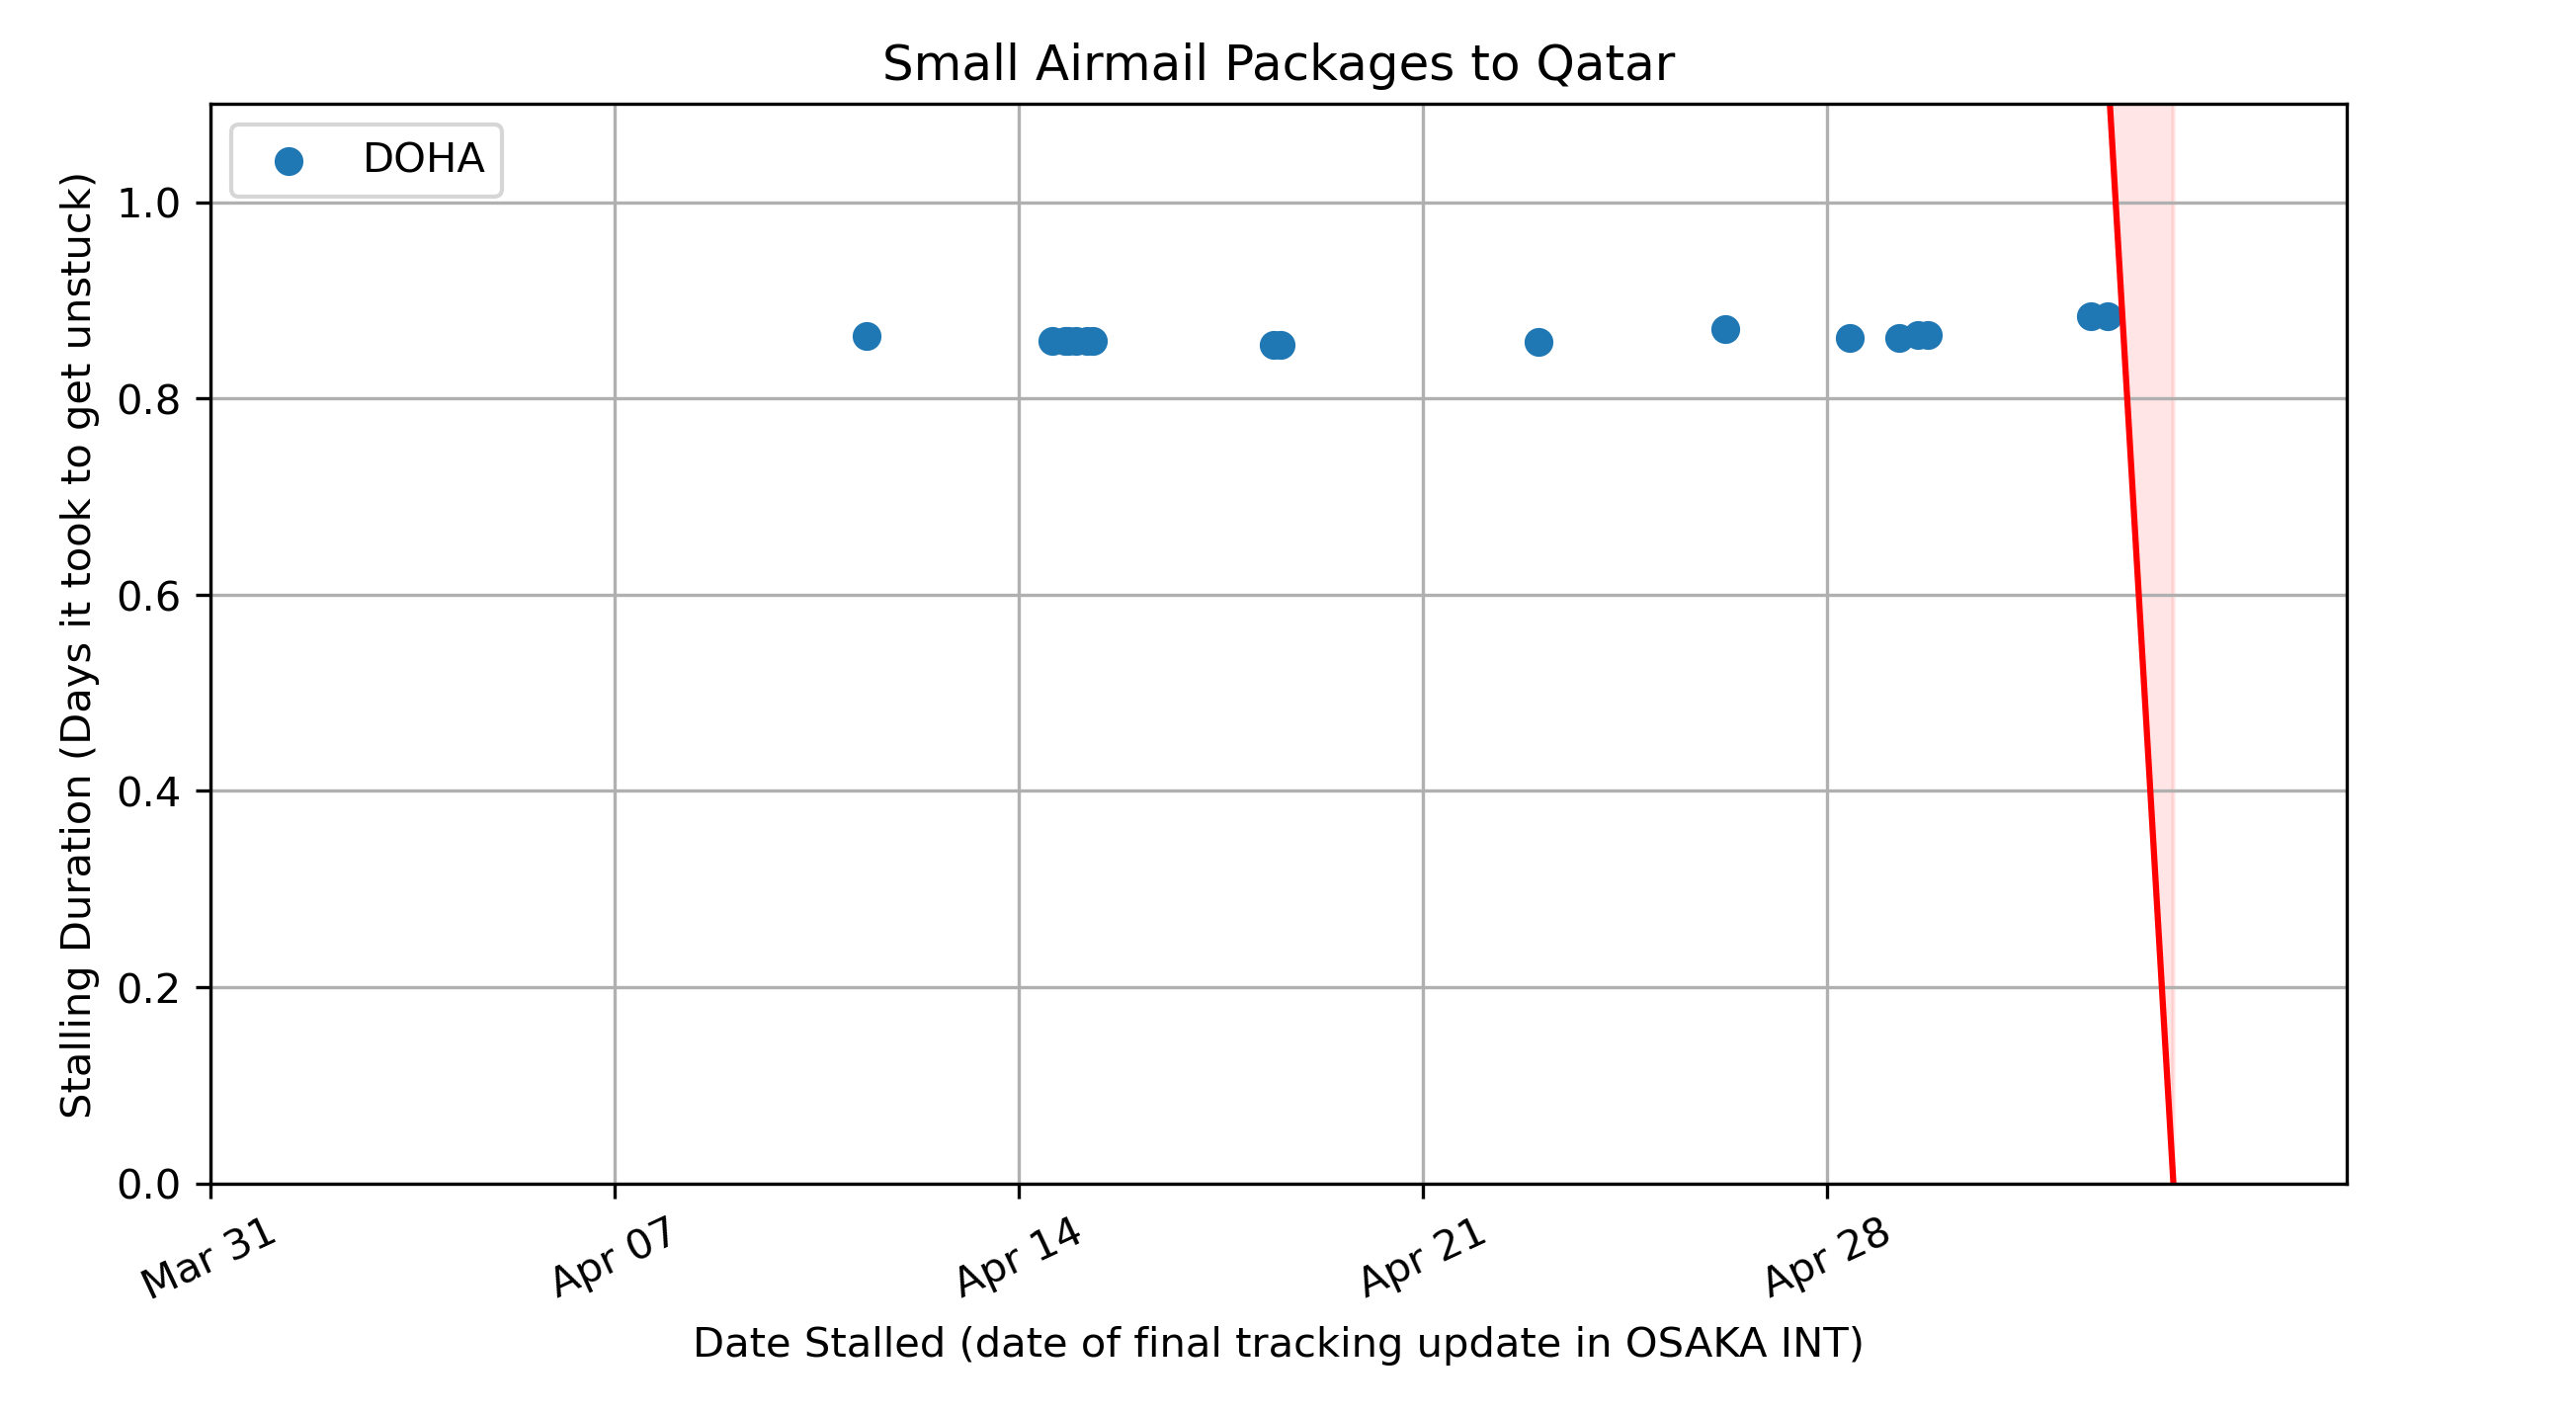 Small Airmail Packages to Qatar
DOHA
Stalling Duration (Days it took to get unstuck)
1.0
0.8
0.6
0.4
0.2
0.0
Mar 31
Apr 07
Apr 14
Apr 21
Apr 28
Date Stalled (date of final tracking update in OSAKA INT)